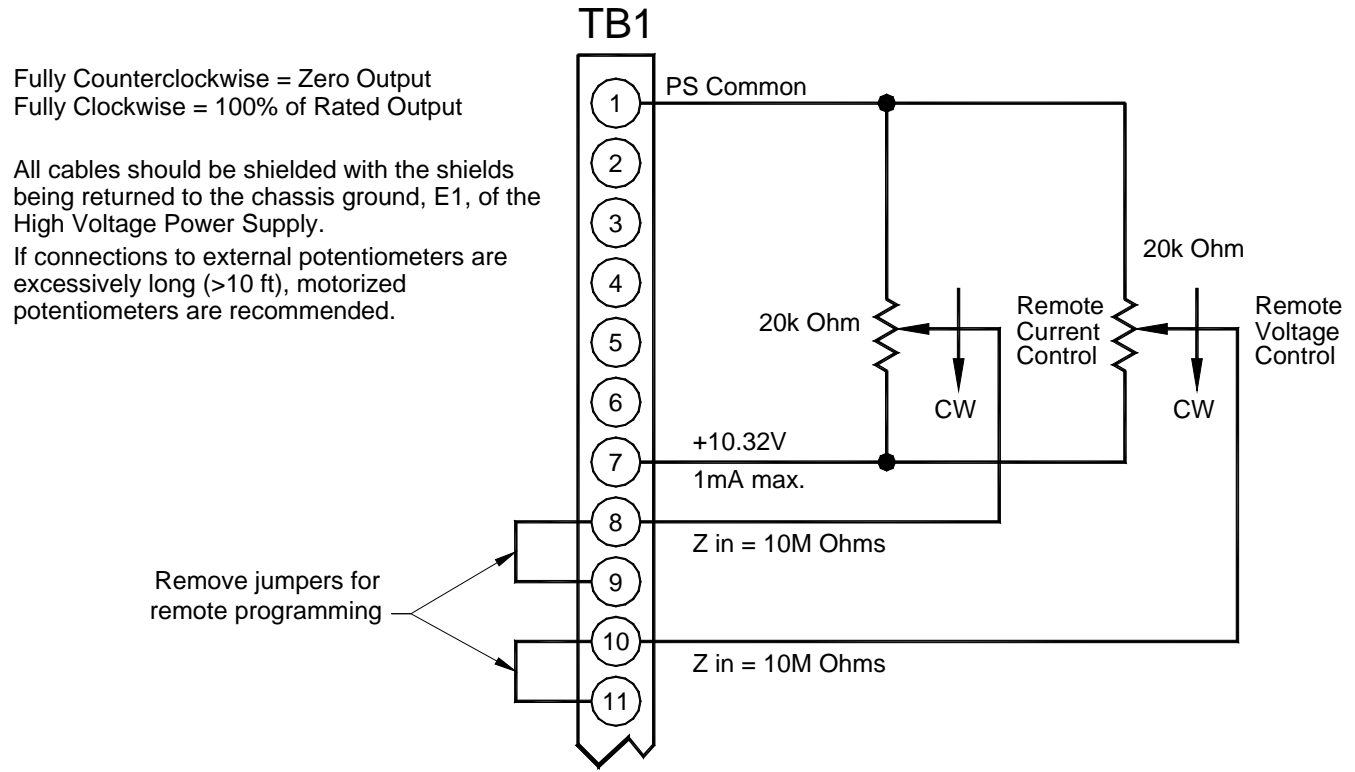 TB1
Fully Counterclockwise = Zero Output
Fully Clockwise = 100% of Rated Output
All cables should be shielded with the shields
being returned to the chassis ground, E1, of the
High Voltage Power Supply.
If connections to external potentiometers are
excessively long (>10 ft), motorized
potentiometers are recommended.
1
PS Common
2
3
4
5
6
7
8
9
10
11
20k Ohm
Remote
Current
Control
CW
20k Ohm
Remote
Voltage
Control
CW
+10.32V
1mA max.
Z in = 10M Ohms
Remove jumpers for
remote programming
Z in = 10M Ohms